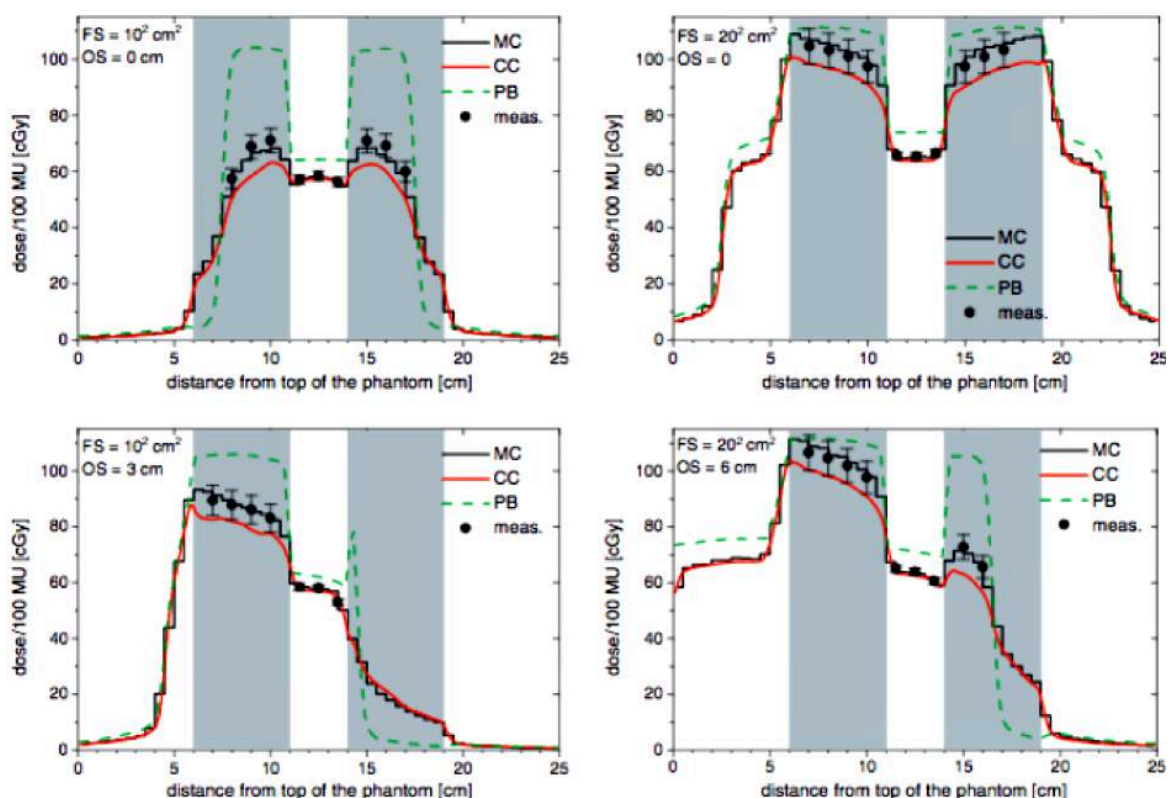 FS = 10² cm²
OS = 0 cm
MC
CC
PB
meas.
dose/100 MU [cGy]
100
80
60
40
20
0
0 5 10 15 20 25
distance from top of the phantom [cm]
FS = 20² cm²
OS = 0
MC
CC
PB
meas.
dose/100 MU [cGy]
100
80
60
40
20
0
0 5 10 15 20 25
distance from top of the phantom [cm]
FS = 10² cm²
OS = 3 cm
MC
CC
PB
meas.
dose/100 MU [cGy]
100
80
60
40
20
0
0 5 10 15 20 25
distance from top of the phantom [cm]
FS = 20² cm²
OS = 6 cm
MC
CC
PB
meas.
dose/100 MU [cGy]
100
80
60
40
20
0
0 5 10 15 20 25
distance from top of the phantom [cm]